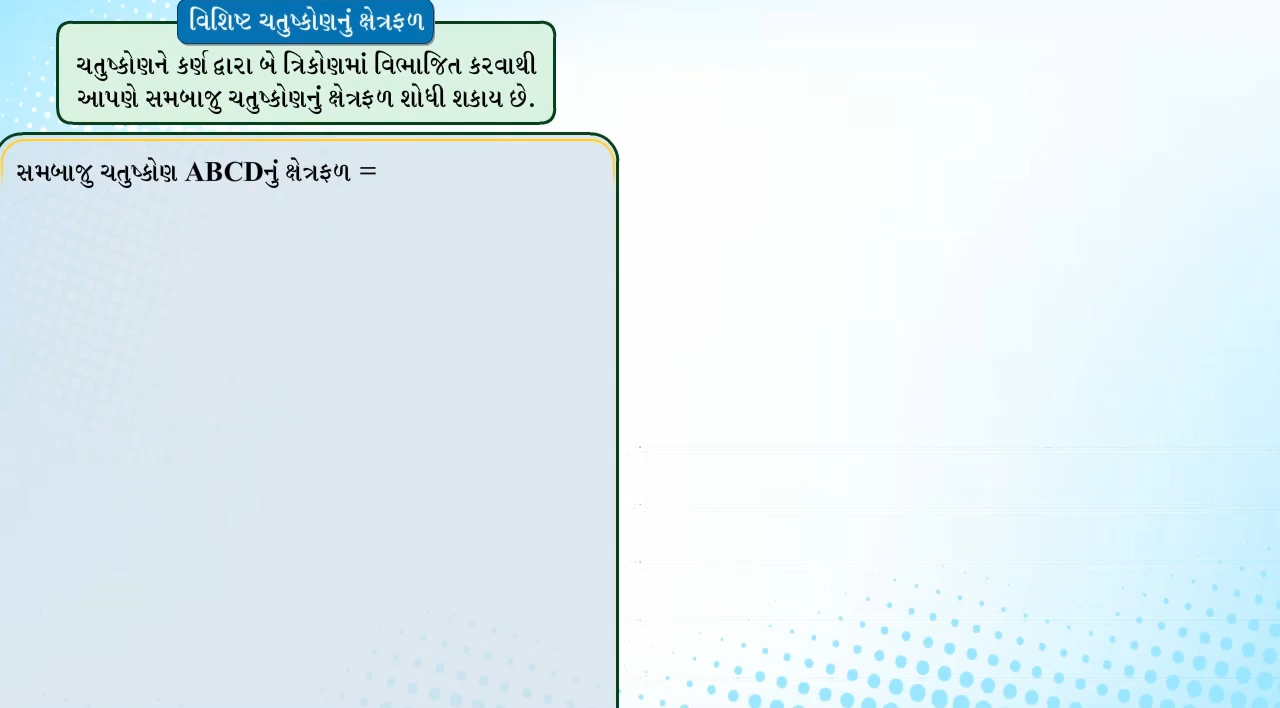 વિશિષ્ટ ચતુષ્કોણનું ક્ષેત્રફળ
ચતુષ્કોણને કર્ણ દ્વારા બે ત્રિકોણમાં વિભાજિત કરવાથી
આપણે સમબાજુ ચતુષ્કોણનું ક્ષેત્રફળ શોધી શકાય છે.
સમબાજુ ચતુષ્કોણ ABCDનું ક્ષેત્રફળ =